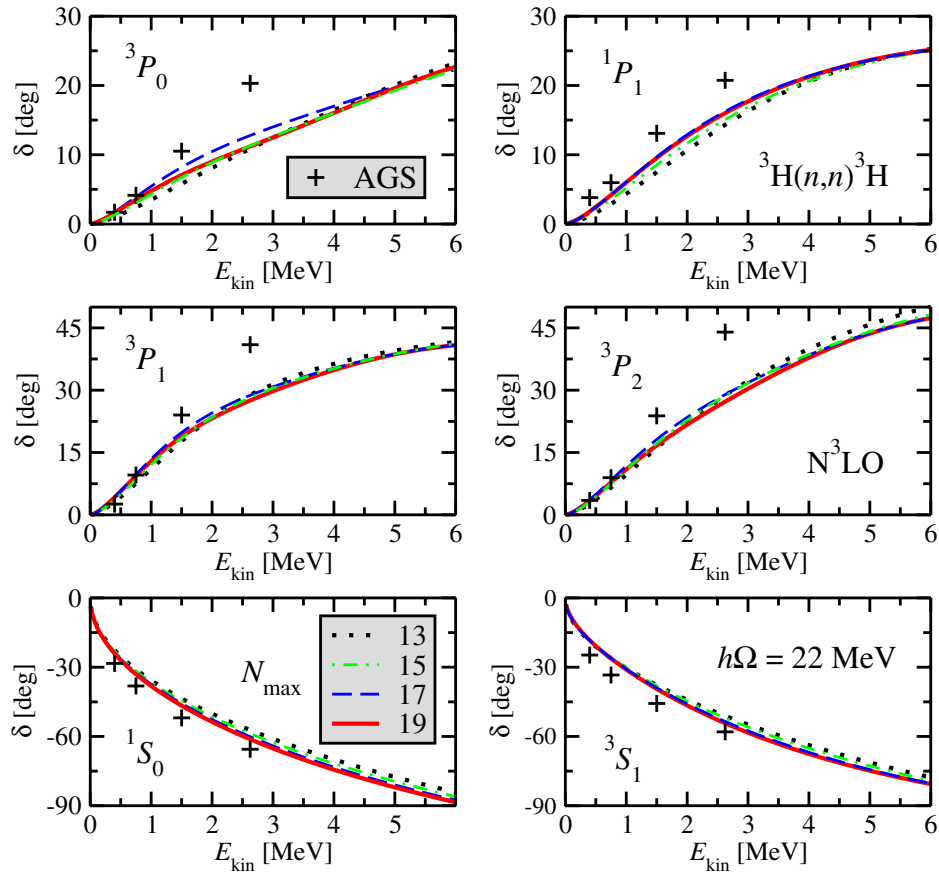 30
20
10
0
δ [deg]
³P₀
+ AGS
0 1 2 3 4 5 6
E_kin [MeV]
30
20
10
0
δ [deg]
¹P₁
³H(n,n)³H
0 1 2 3 4 5 6
E_kin [MeV]
45
30
15
0
δ [deg]
³P₁
0 1 2 3 4 5 6
E_kin [MeV]
45
30
15
0
δ [deg]
³P₂
N³LO
0 1 2 3 4 5 6
E_kin [MeV]
0
-30
-60
-90
δ [deg]
¹S₀
N_max
13
15
17
19
0 1 2 3 4 5 6
E_kin [MeV]
0
-30
-60
-90
δ [deg]
hΩ = 22 MeV
³S₁
0 1 2 3 4 5 6
E_kin [MeV]